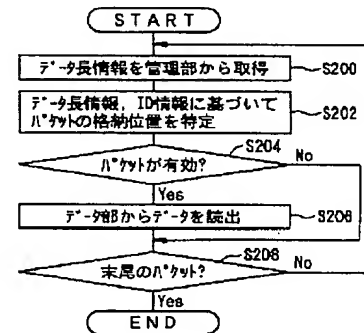 START
データ長情報を管理部から取得
S200
データ長情報, ID情報に基づいて
パケットの格納位置を特定
S202
S204
パケットが有効?
No
Yes
データ部からデータを読出
S206
S208
末尾のパケット?
No
Yes
END